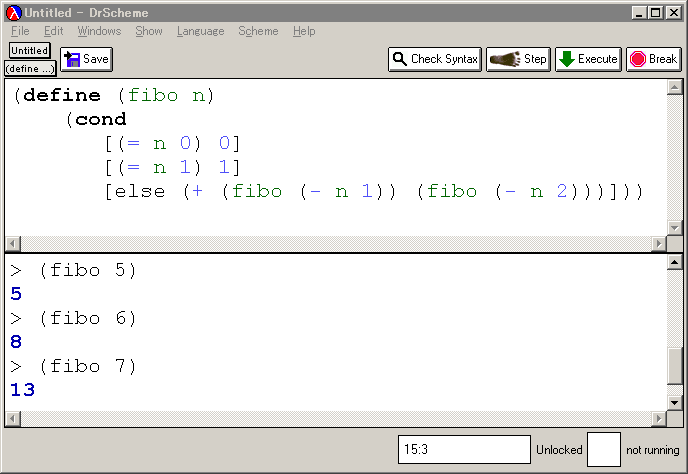 Untitled - DrScheme
File Edit Windows Show Language Scheme Help
Untitled
(define ...)
Save
Check Syntax
Step
Execute
Break
(define (fibo n)
    (cond
       [(= n 0) 0]
       [(= n 1) 1]
       [else (+ (fibo (- n 1)) (fibo (- n 2)))]))
> (fibo 5)
5
> (fibo 6)
8
> (fibo 7)
13
15:3
Unlocked
not running